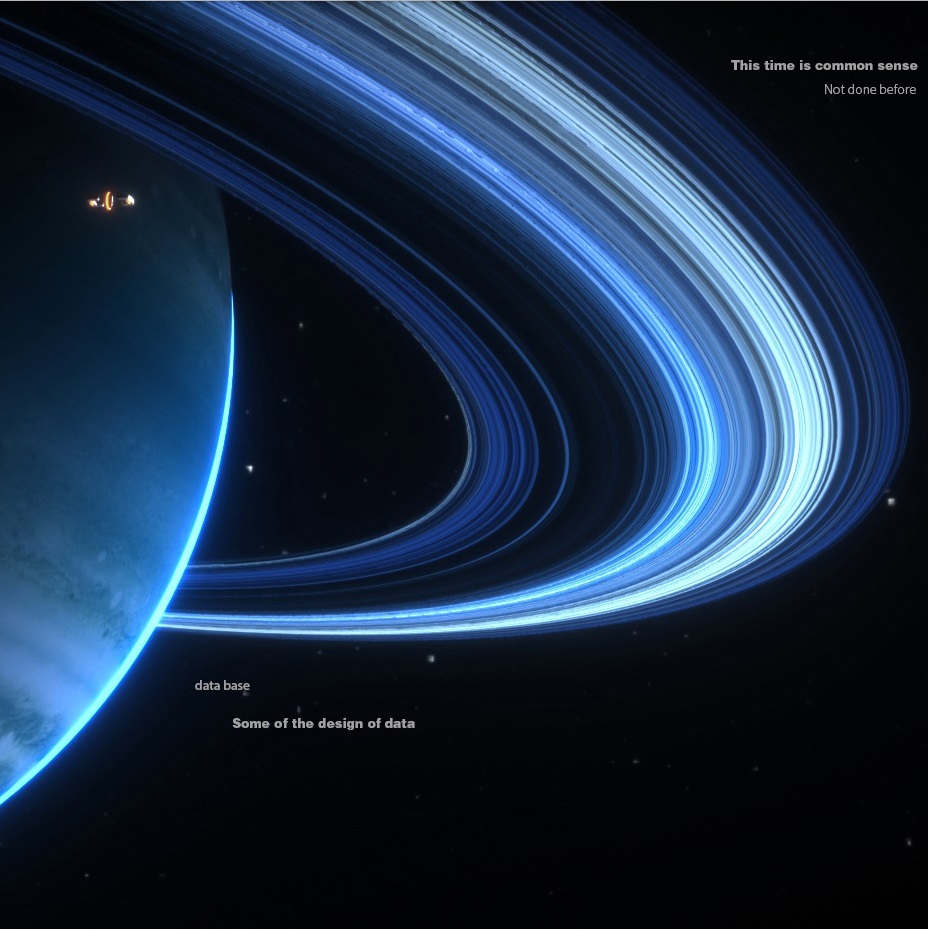 This time is common sense
Not done before
data base
Some of the design of data